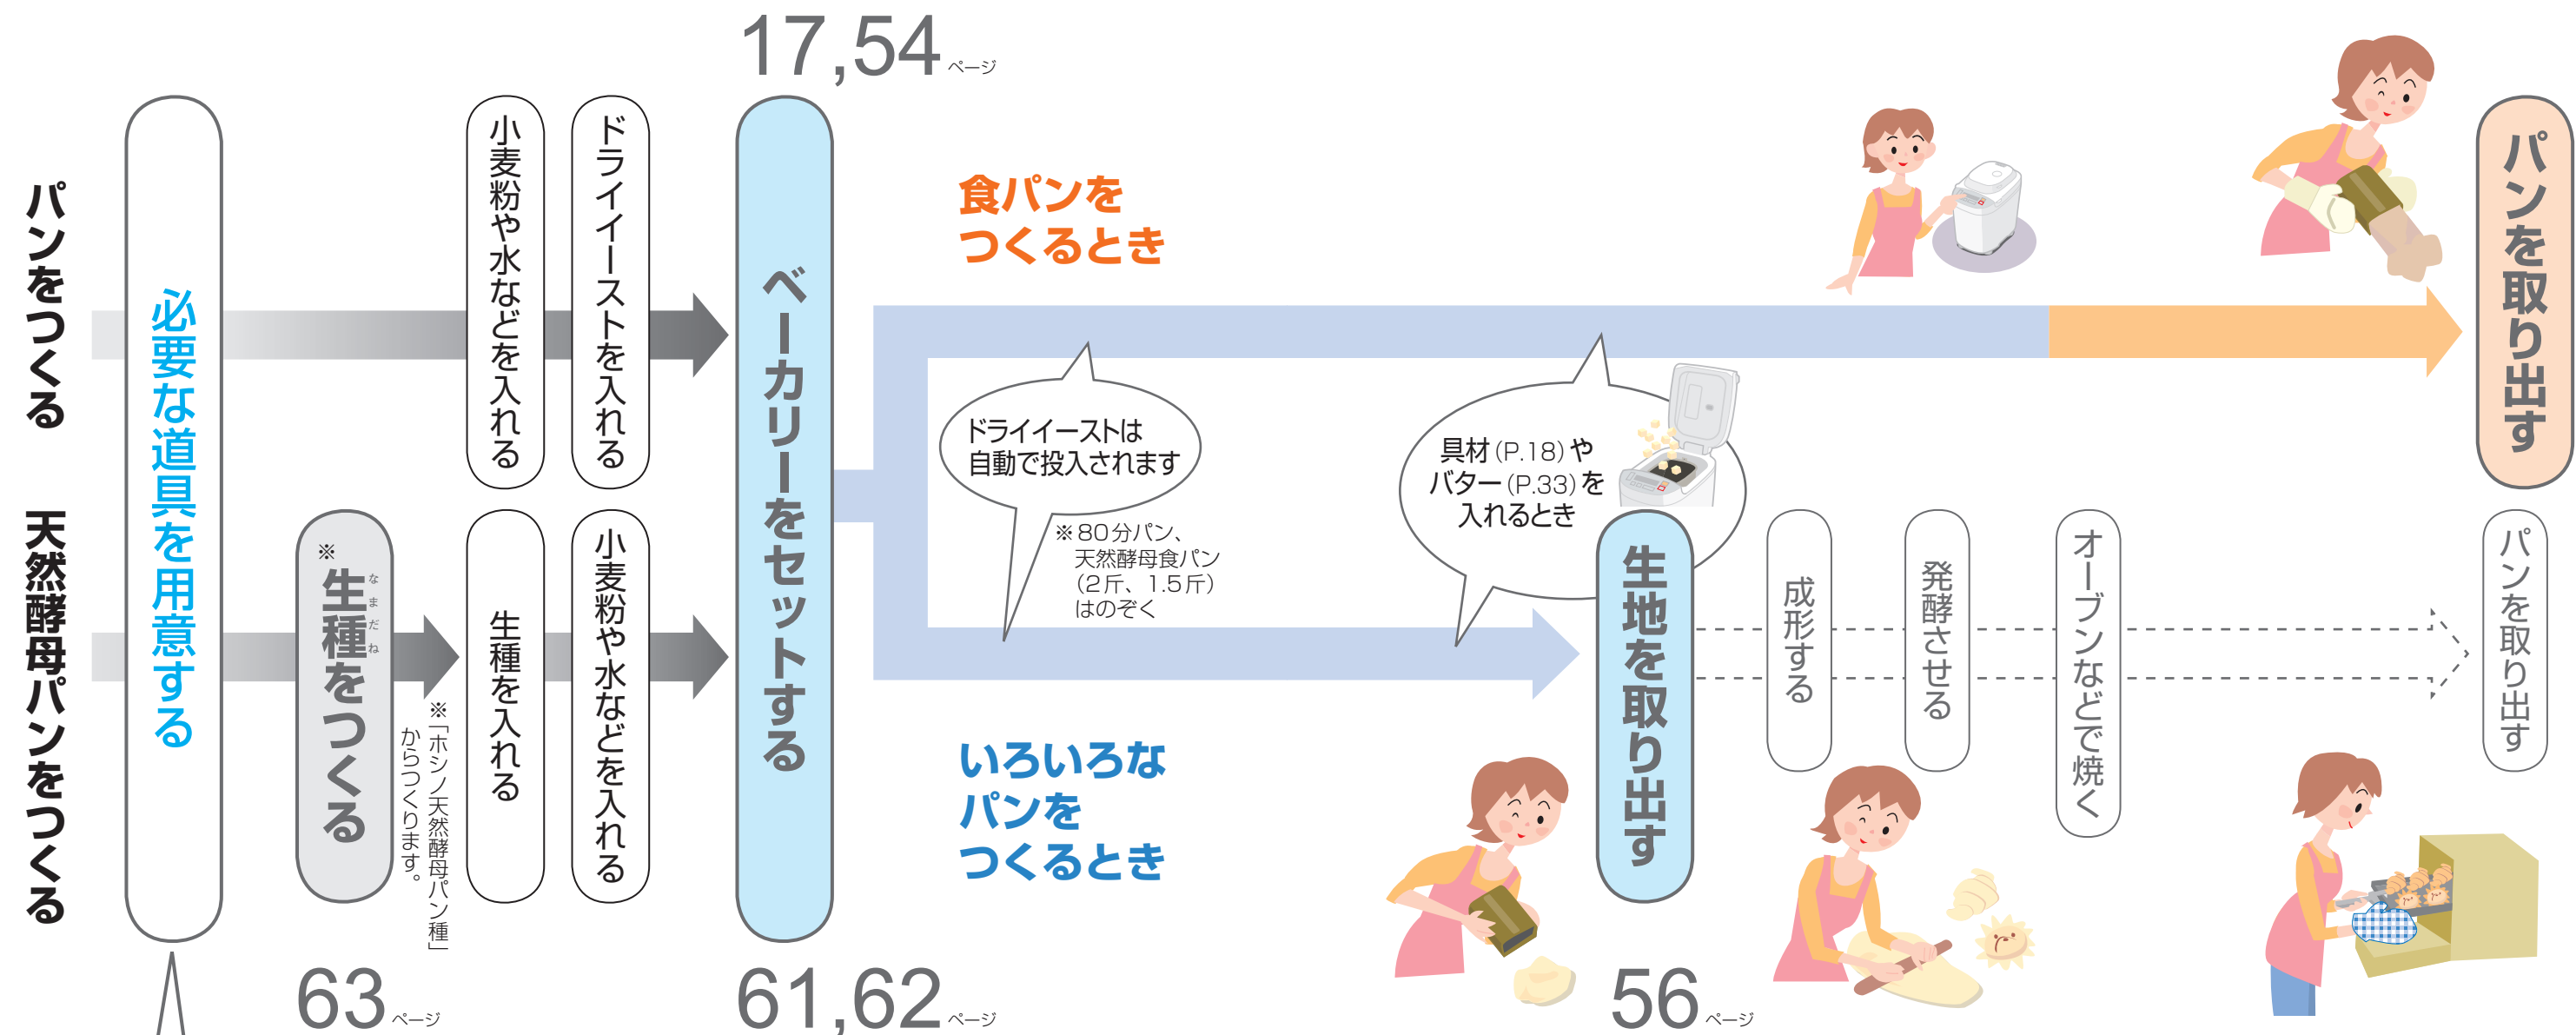 17,54ページ
パンをつくる
天然酵母パンをつくる
必要な道具を用意する
小麦粉や水などを入れる
ドライイーストを入れる
※
生種をつくる
なまだね
※「ホシノ天然酵母パン種」
からつくります。
生種を入れる
小麦粉や水などを入れる
ベーカリーをセットする
食パンを
つくるとき
ドライイーストは
自動で投入されます
※80分パン、
天然酵母食パン
(2斤、1.5斤)
はのぞく
具材(P.18)や
バター(P.33)を
入れるとき
パンを取り出す
いろいろな
パンを
つくるとき
生地を取り出す
成形する
発酵させる
オーブンなどで焼く
パンを取り出す
63ページ
61,62ページ
56ページ